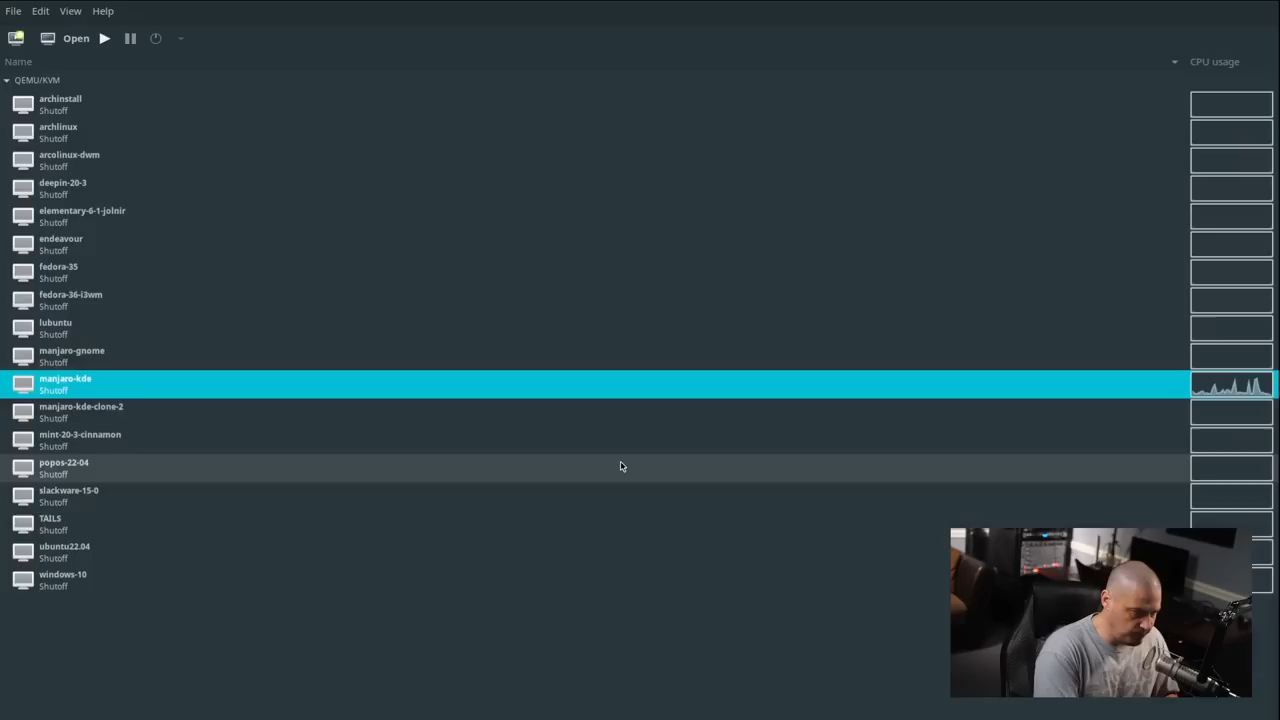 File Edit View Help
Open
Name CPU usage
QEMU/KVM
archinstall
Shutoff
archlinux
Shutoff
arcolinux-dwm
Shutoff
deepin-20-3
Shutoff
elementary-6-1-jolnir
Shutoff
endeavour
Shutoff
fedora-35
Shutoff
fedora-36-i3wm
Shutoff
lubuntu
Shutoff
manjaro-gnome
Shutoff
manjaro-kde
Shutoff
manjaro-kde-clone-2
Shutoff
mint-20-3-cinnamon
Shutoff
popos-22-04
Shutoff
slackware-15-0
Shutoff
TAILS
Shutoff
ubuntu22.04
Shutoff
windows-10
Shutoff